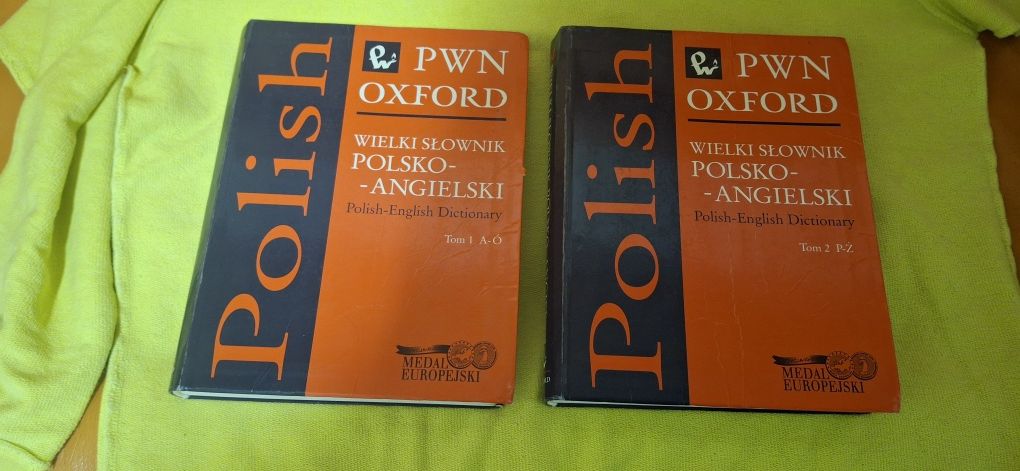 Polish
PWN
OXFORD
WIELKI SŁOWNIK
POLSKO-
-ANGIELSKI
Polish-English Dictionary
Tom 1 A-Ó
MEDAL
EUROPEJSKI
Polish
PWN
OXFORD
WIELKI SŁOWNIK
POLSKO-
-ANGIELSKI
Polish-English Dictionary
Tom 2 P-Ż
MEDAL
EUROPEJSKI